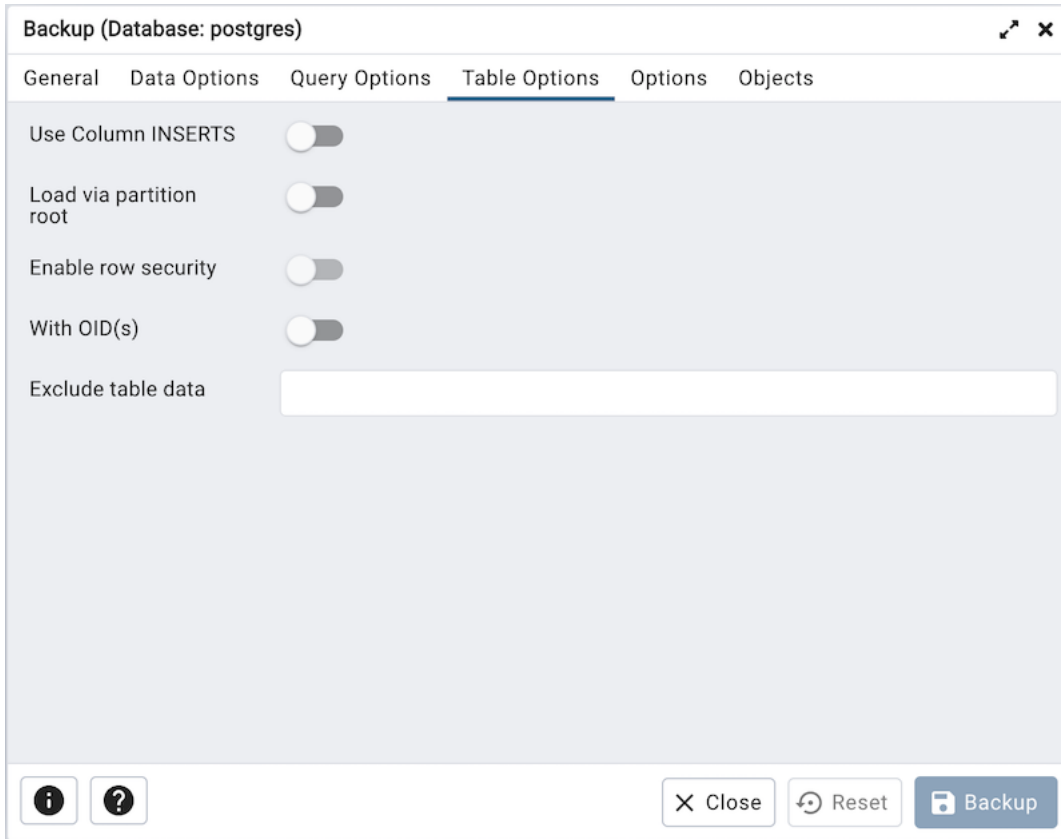 Backup (Database: postgres)
General Data Options Query Options Table Options Options Objects
Use Column INSERTS
Load via partition
root
Enable row security
With OID(s)
Exclude table data
Close Reset Backup